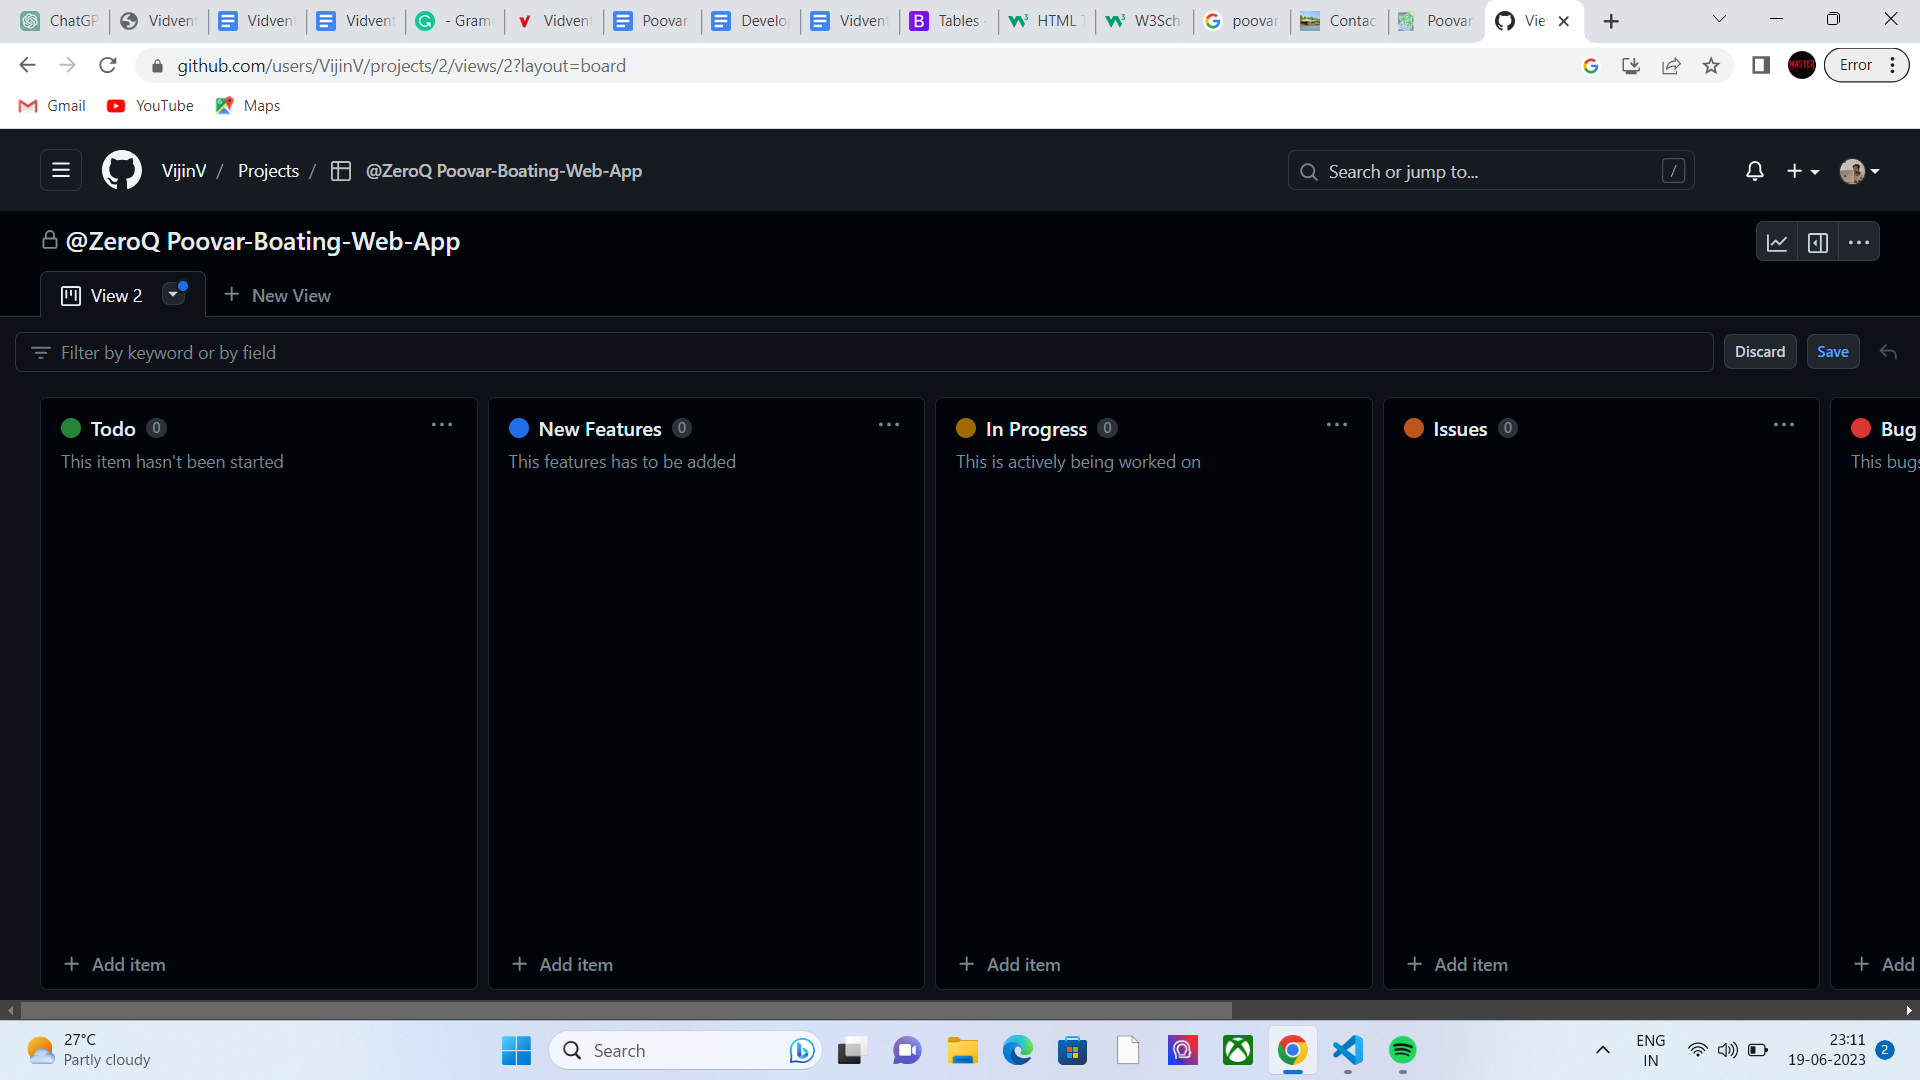 ChatGP
Vidvent
Vidvent
Vidvent
- Gram
Vidvent
Poovar
Develop
Vidvent
Tables -
HTML T
W3Scho
poovar
Contac
Poovar
View
github.com/users/VijinV/projects/2/views/2?layout=board
MASTER
Error
Gmail
YouTube
Maps
VijinV / Projects / @ZeroQ Poovar-Boating-Web-App
Search or jump to...
/
@ZeroQ Poovar-Boating-Web-App
View 2
New View
Filter by keyword or by field
Discard
Save
Todo 0
This item hasn't been started
Add item
New Features 0
This features has to be added
Add item
In Progress 0
This is actively being worked on
Add item
Issues 0
Add item
Bug
This bugs
Add
27°C
Partly cloudy
Search
ENG
IN
23:11
19-06-2023
2